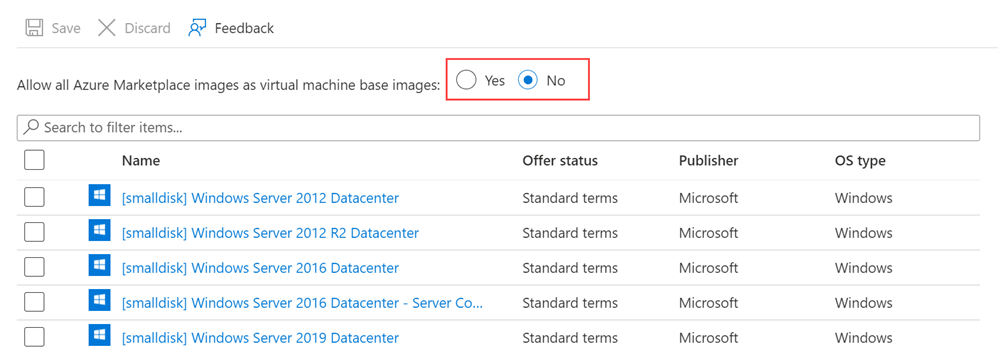 Save Discard Feedback
Allow all Azure Marketplace images as virtual machine base images: Yes No
Search to filter items...
Name Offer status Publisher OS type
[smalldisk] Windows Server 2012 Datacenter Standard terms Microsoft Windows
[smalldisk] Windows Server 2012 R2 Datacenter Standard terms Microsoft Windows
[smalldisk] Windows Server 2016 Datacenter Standard terms Microsoft Windows
[smalldisk] Windows Server 2016 Datacenter - Server Co... Standard terms Microsoft Windows
[smalldisk] Windows Server 2019 Datacenter Standard terms Microsoft Windows